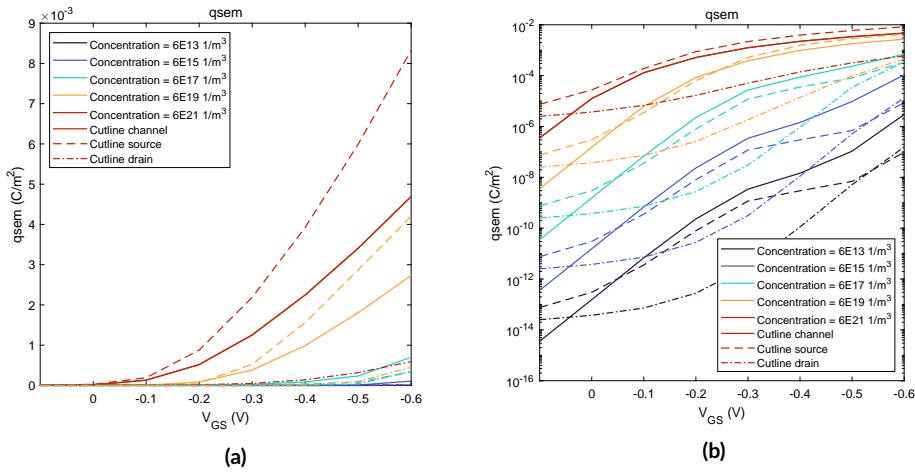 qsem
×10⁻³
9
8
7
6
5
4
3
2
1
0
qsem (C/m²)
Concentration = 6E13 1/m³
Concentration = 6E15 1/m³
Concentration = 6E17 1/m³
Concentration = 6E19 1/m³
Concentration = 6E21 1/m³
Cutline channel
Cutline source
Cutline drain
0 -0.1 -0.2 -0.3 -0.4 -0.5 -0.6
V_GS (V)
(a)
qsem
10⁻²
10⁻⁴
10⁻⁶
10⁻⁸
10⁻¹⁰
10⁻¹²
10⁻¹⁴
10⁻¹⁶
qsem (C/m²)
Concentration = 6E13 1/m³
Concentration = 6E15 1/m³
Concentration = 6E17 1/m³
Concentration = 6E19 1/m³
Concentration = 6E21 1/m³
Cutline channel
Cutline source
Cutline drain
0 -0.1 -0.2 -0.3 -0.4 -0.5 -0.6
V_GS (V)
(b)